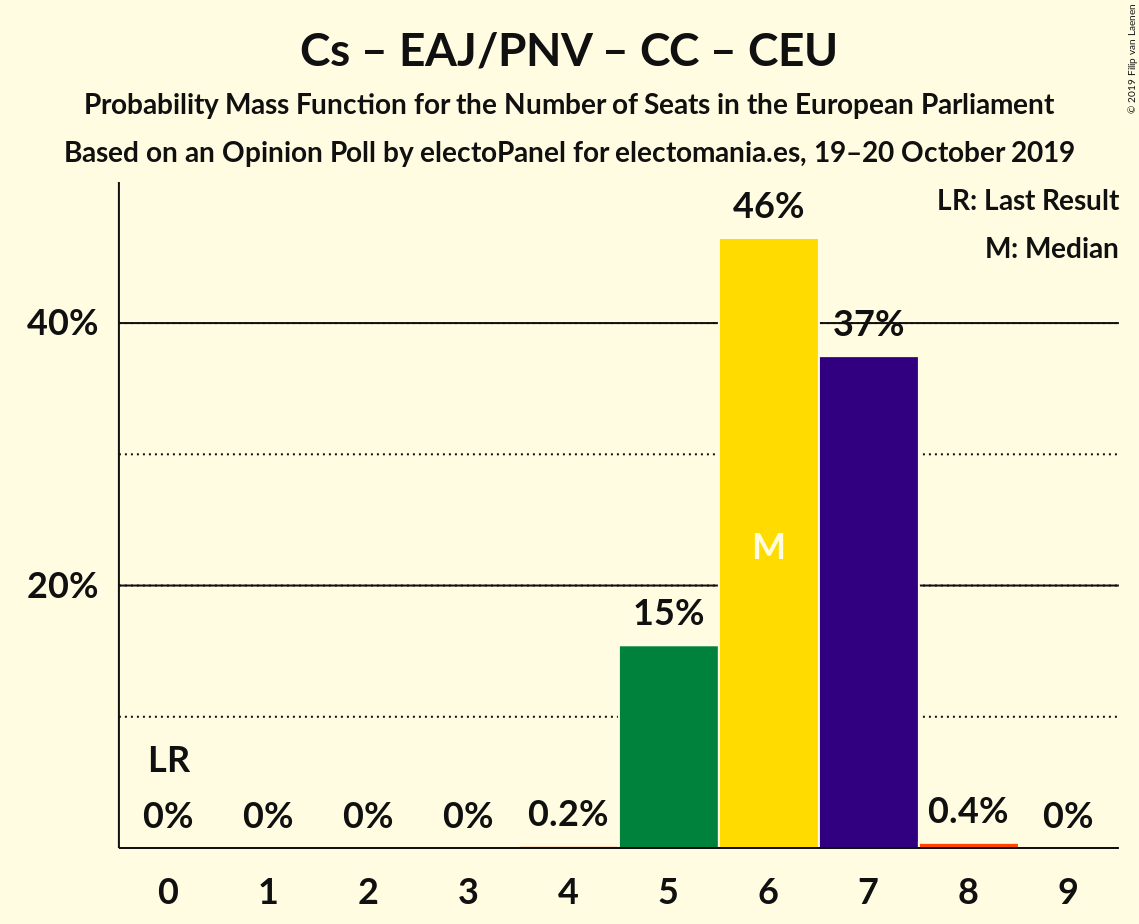 Cs – EAJ/PNV – CC – CEU
Probability Mass Function for the Number of Seats in the European Parliament
Based on an Opinion Poll by electoPanel for electomania.es, 19–20 October 2019
© 2019 Filip van Laenen
LR: Last Result
M: Median
46%
40%
37%
M
20%
15%
LR
0%
0%
0%
0%
0.2%
0.4%
0%
0 1 2 3 4 5 6 7 8 9